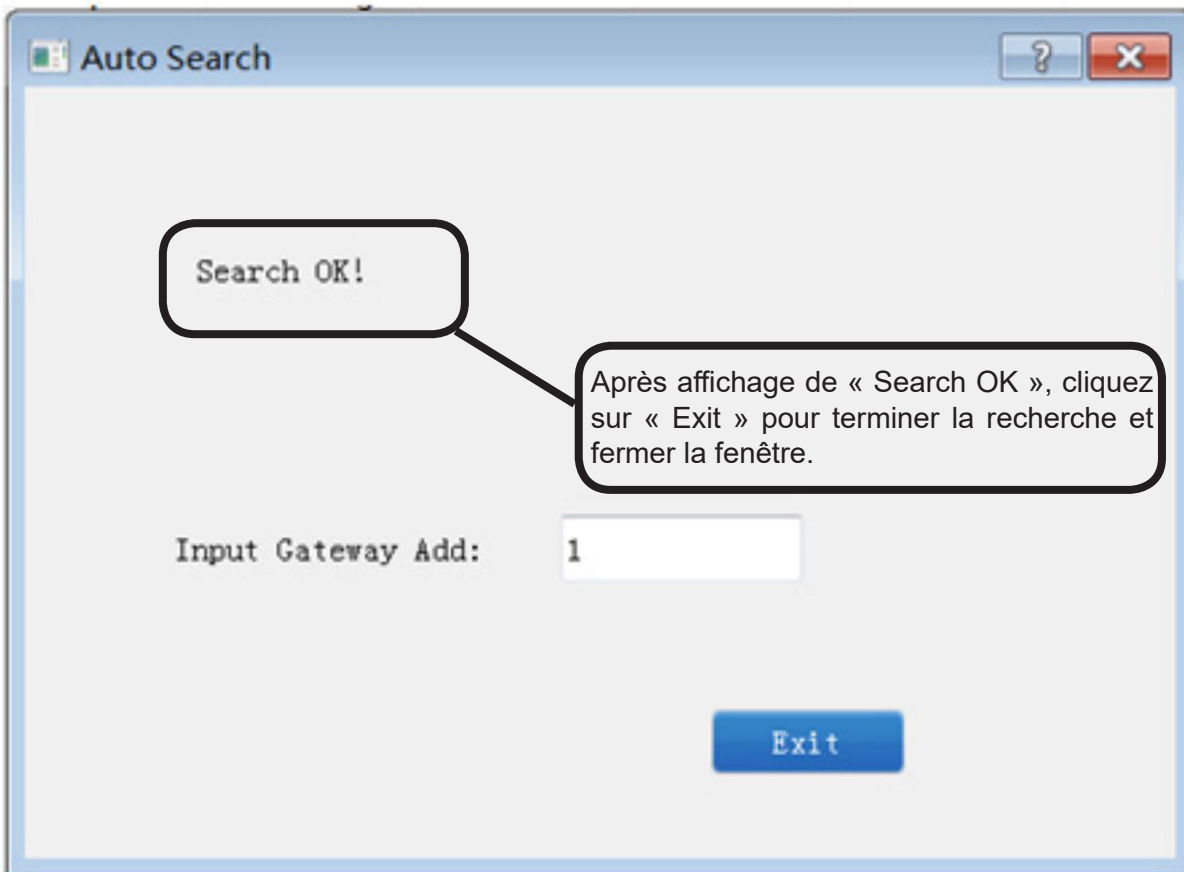 Auto Search
Search OK!
Après affichage de « Search OK », cliquez
sur « Exit » pour terminer la recherche et
fermer la fenêtre.
Input Gateway Add:
1
Exit